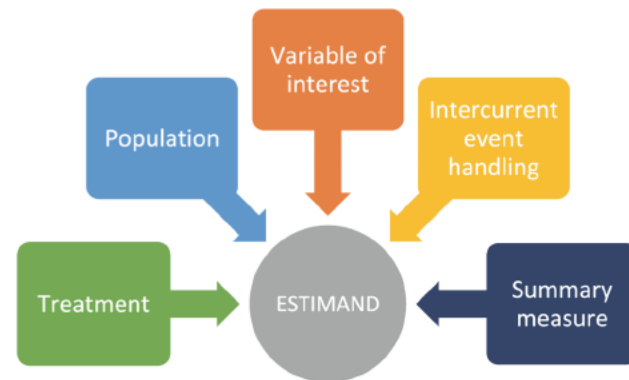 Variable of
interest
Population
Intercurrent
event
handling
Treatment
ESTIMAND
Summary
measure